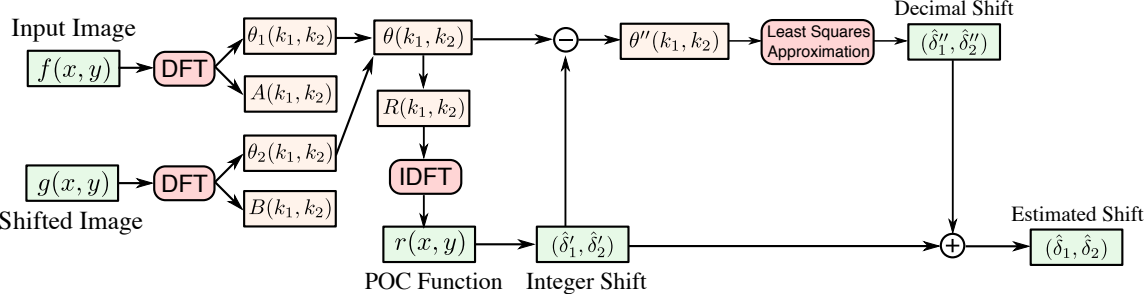 Input Image
f(x, y)
DFT
θ₁(k₁, k₂)
A(k₁, k₂)
θ(k₁, k₂)
−
θ′′(k₁, k₂)
Least Squares
Approximation
Decimal Shift
(δ̂′′₁, δ̂′′₂)
R(k₁, k₂)
g(x, y)
Shifted Image
DFT
θ₂(k₁, k₂)
B(k₁, k₂)
IDFT
r(x, y)
POC Function
(δ̂′₁, δ̂′₂)
Integer Shift
+
Estimated Shift
(δ̂₁, δ̂₂)